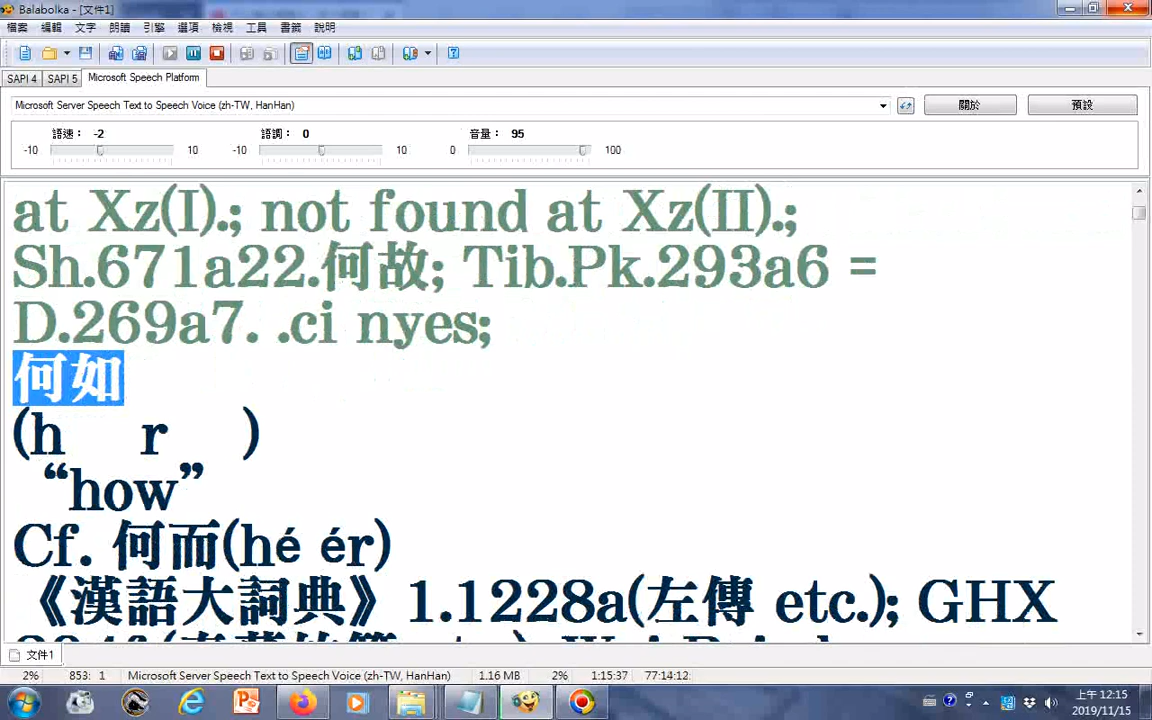 Balabolka - [文件1]
檔案 編輯 文字 朗讀 引擎 選項 檢視 工具 書籤 說明
SAPI 4 SAPI 5 Microsoft Speech Platform
Microsoft Server Speech Text to Speech Voice (zh-TW, HanHan) 關於 預設
語速： -2 語調： 0 音量： 95
-10 10 -10 10 0 100
at Xz(I).; not found at Xz(II).;
Sh.671a22.何故; Tib.Pk.293a6 =
D.269a7. .ci nyes;
何如
(h r )
“how”
Cf. 何而(hé ér)
《漢語大詞典》1.1228a(左傳 etc.); GHX
文件1
2% 853: 1 Microsoft Server Speech Text to Speech Voice (zh-TW, HanHan) 1.16 MB 2% 1:15:37 77:14:12
上午 12:15
2019/11/15